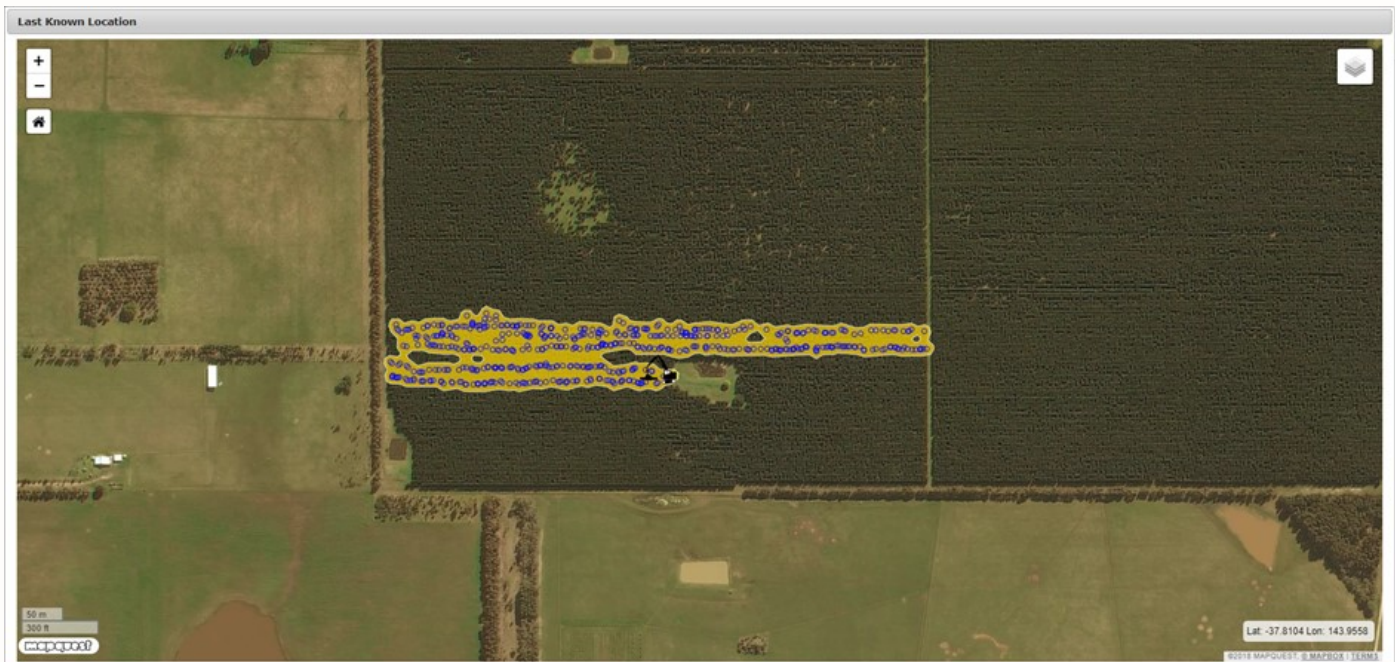 Last Known Location
+
−
50 m
300 ft
mapquest
Lat: -37.8104 Lon: 143.9558
©2018 MAPQUEST, © MAPBOX | TERMS